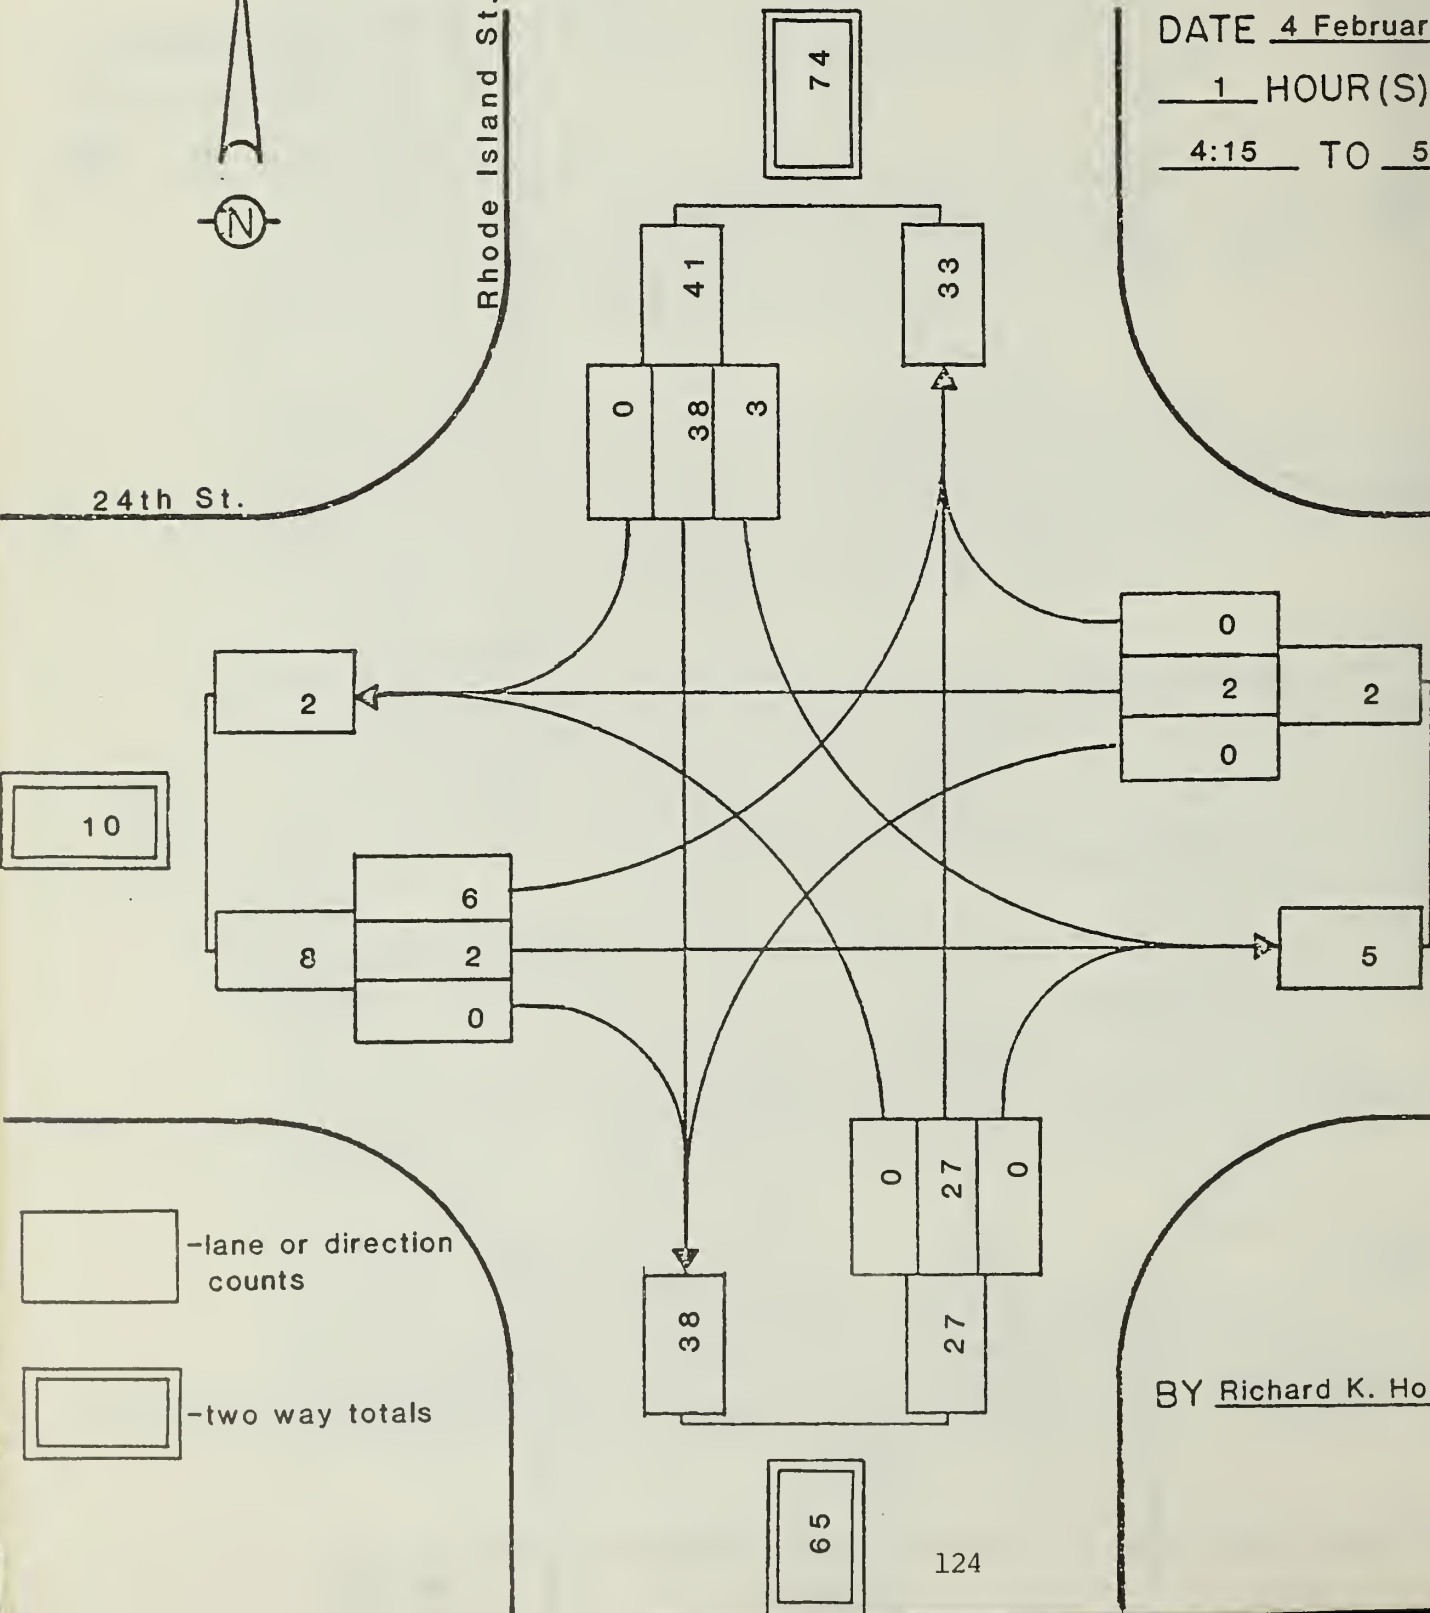 DATE 4 Februar
1 HOUR(S)
4:15 TO 5
N
Rhode Island St.
24th St.
74
41
33
0 38 3
2
10
8
6
2
0
0
2
0
2
5
0 27 0
38
27
65
-lane or direction
counts
-two way totals
BY Richard K. Ho
124